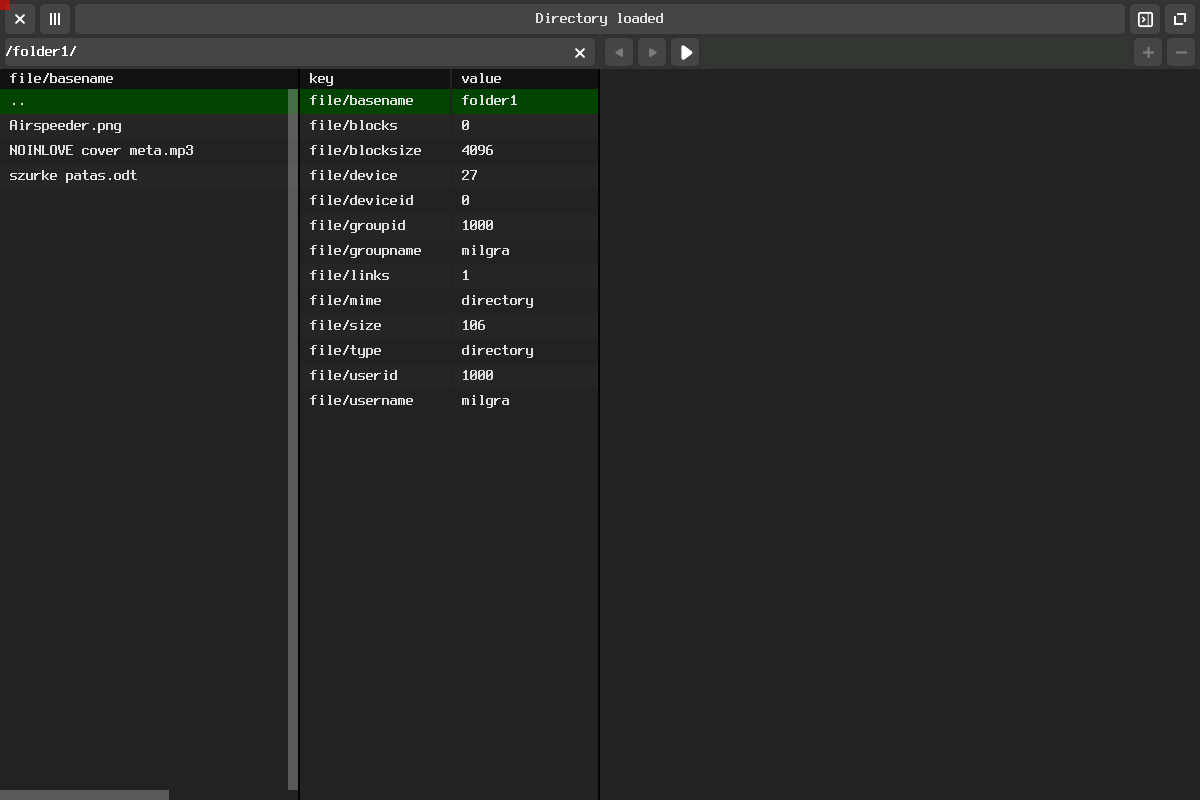 Directory loaded
/folder1/
file/basename
..
Airspeeder.png
NOINLOVE cover meta.mp3
szurke patas.odt
key value
file/basename folder1
file/blocks 0
file/blocksize 4096
file/device 27
file/deviceid 0
file/groupid 1000
file/groupname milgra
file/links 1
file/mime directory
file/size 106
file/type directory
file/userid 1000
file/username milgra